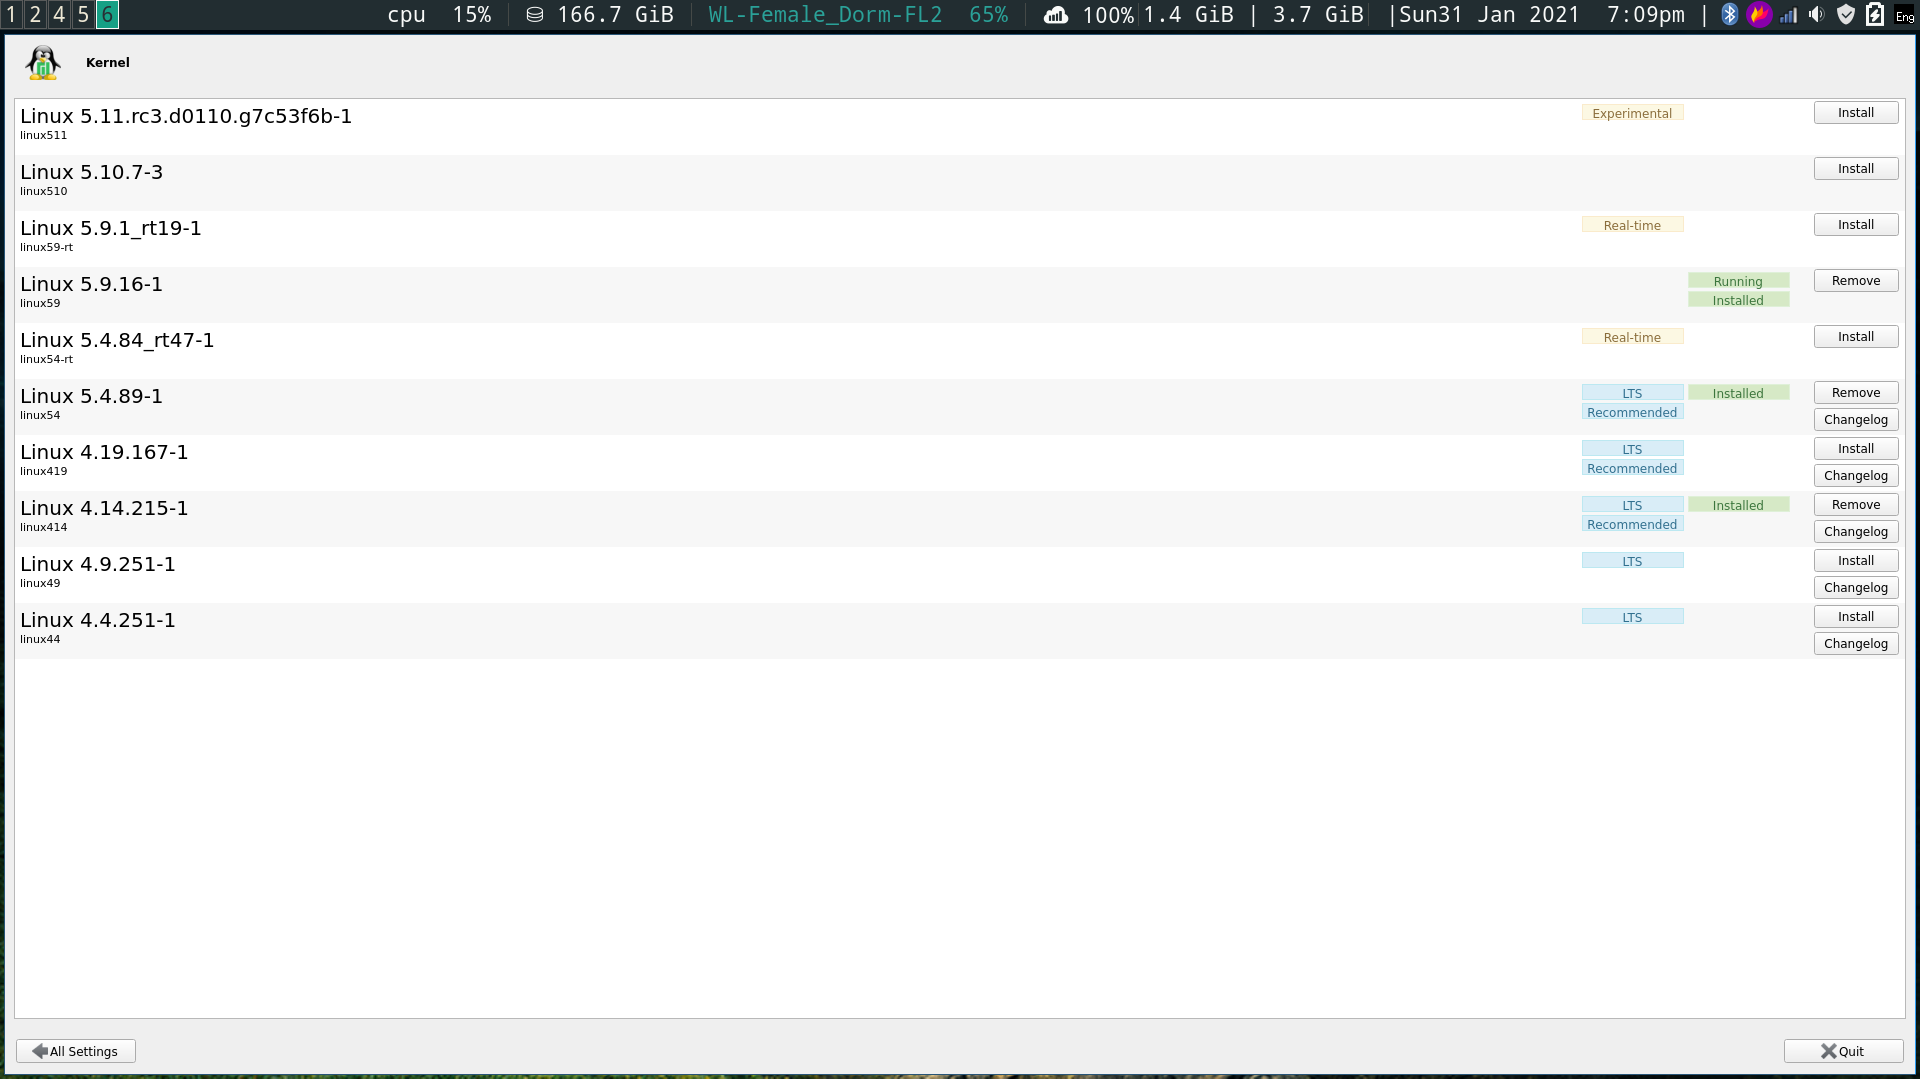 1 2 4 5 6 cpu 15% 166.7 GiB WL-Female_Dorm-FL2 65% 100% 1.4 GiB | 3.7 GiB |Sun31 Jan 2021 7:09pm | Eng
Kernel
Linux 5.11.rc3.d0110.g7c53f6b-1 Experimental Install
linux511
Linux 5.10.7-3 Install
linux510
Linux 5.9.1_rt19-1 Real-time Install
linux59-rt
Linux 5.9.16-1 Running Remove
linux59 Installed
Linux 5.4.84_rt47-1 Real-time Install
linux54-rt
Linux 5.4.89-1 LTS Installed Remove
linux54 Recommended Changelog
Linux 4.19.167-1 LTS Install
linux419 Recommended Changelog
Linux 4.14.215-1 LTS Installed Remove
linux414 Recommended Changelog
Linux 4.9.251-1 LTS Install
linux49 Changelog
Linux 4.4.251-1 LTS Install
linux44 Changelog
All Settings Quit